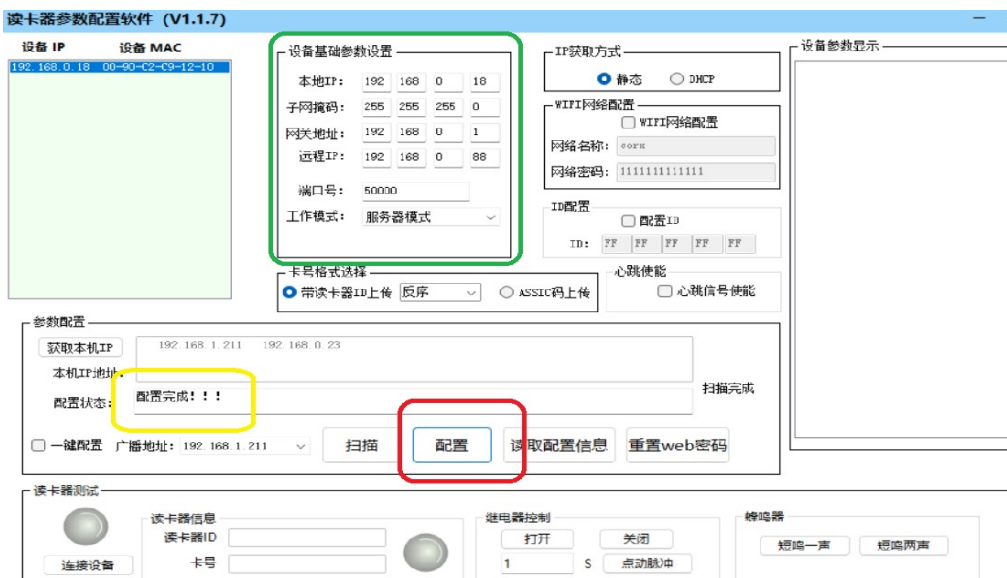 读卡器参数配置软件 (V1.1.7)
设备 IP 设备 MAC
192.168.0.18 00-90-C2-C9-12-10
设备基础参数设置
本地IP: 192 168 0 18
子网掩码: 255 255 255 0
网关地址: 192 168 0 1
远程IP: 192 168 0 88
端口号: 50000
工作模式: 服务器模式
IP获取方式
静态 DHCP
WIFI网络配置
WIFI网络配置
网络名称:
网络密码: 1111111111111
ID配置
配置ID
ID: FF FF FF FF FF
设备参数显示
卡号格式选择
带读卡器ID上传 反序 ASSIC码上传
心跳使能
心跳信号使能
参数配置
获取本机IP 192.168.1.211 192.168.0.23
本机IP地址:
配置状态: 配置完成!!!
扫描完成
一键配置 广播地址: 192.168.1.211 扫描 配置 读取配置信息 重置web密码
读卡器测试
连接设备
读卡器信息
读卡器ID
卡号
继电器控制
打开 关闭
1 S 点动脉冲
蜂鸣器
短鸣一声 短鸣两声